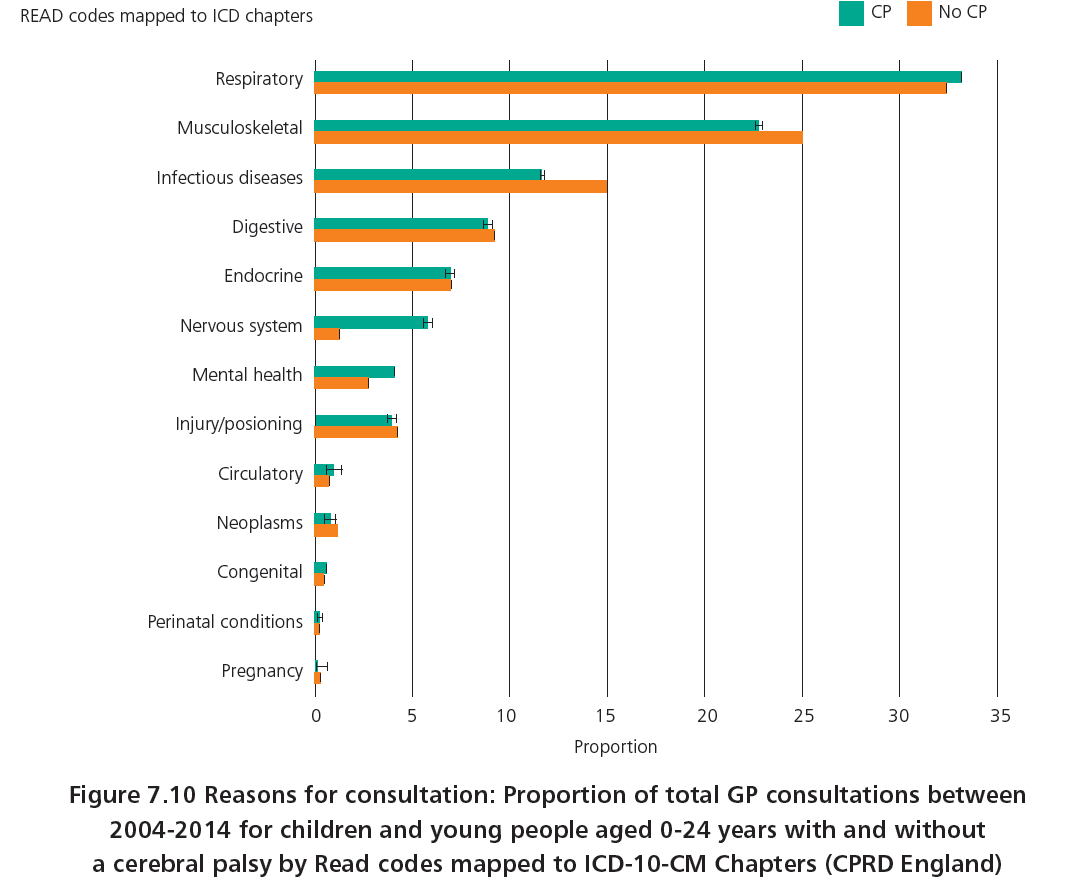 READ codes mapped to ICD chapters
CP
No CP
Respiratory
Musculoskeletal
Infectious diseases
Digestive
Endocrine
Nervous system
Mental health
Injury/posioning
Circulatory
Neoplasms
Congenital
Perinatal conditions
Pregnancy
0 5 10 15 20 25 30 35
Proportion
Figure 7.10 Reasons for consultation: Proportion of total GP consultations between
2004-2014 for children and young people aged 0-24 years with and without
a cerebral palsy by Read codes mapped to ICD-10-CM Chapters (CPRD England)